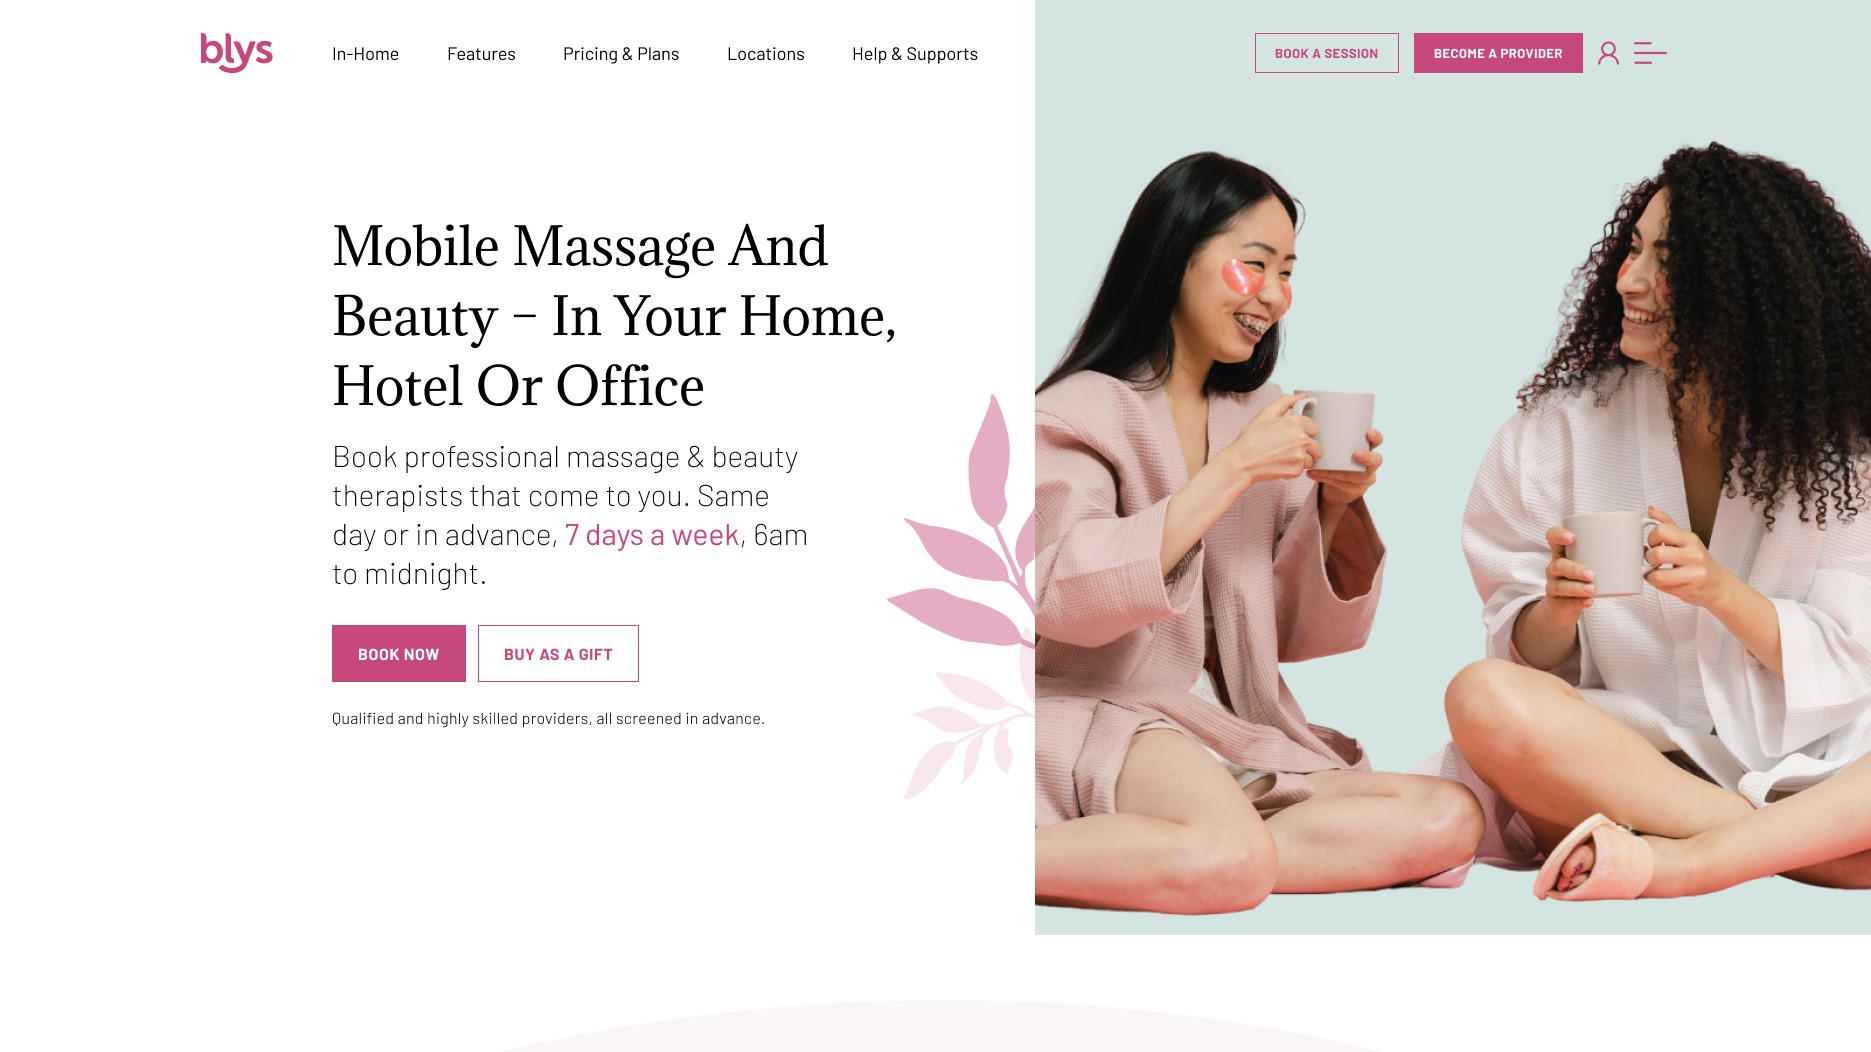 blys
In-Home
Features
Pricing & Plans
Locations
Help & Supports
BOOK A SESSION
BECOME A PROVIDER
Mobile Massage And
Beauty – In Your Home,
Hotel Or Office
Book professional massage & beauty
therapists that come to you. Same
day or in advance, 7 days a week, 6am
to midnight.
BOOK NOW
BUY AS A GIFT
Qualified and highly skilled providers, all screened in advance.